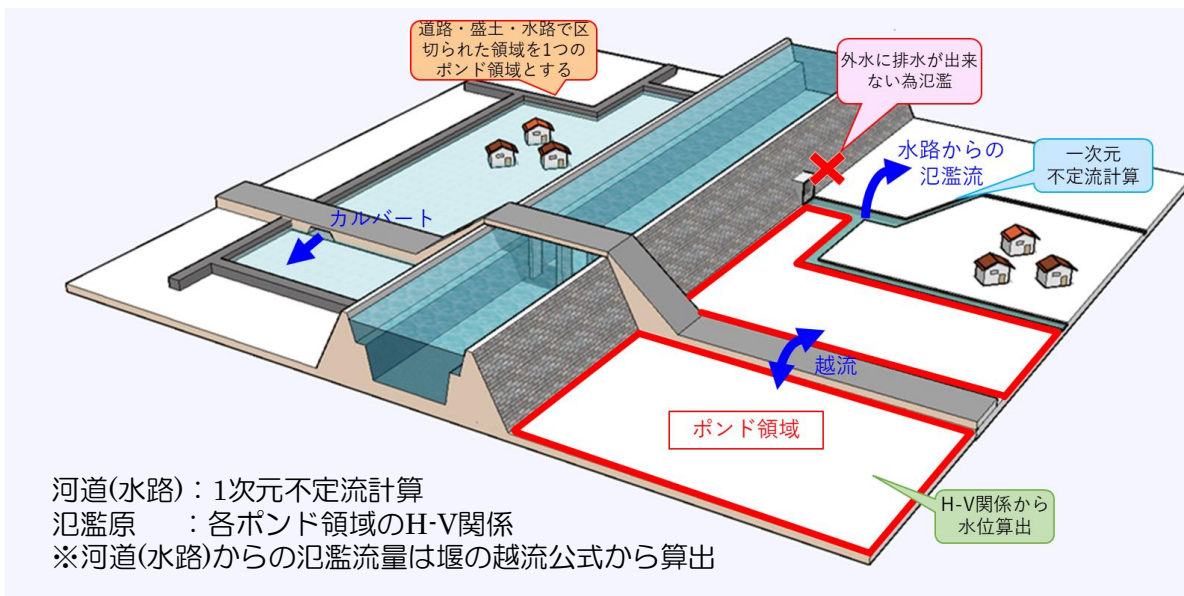 道路・盛土・水路で区
切られた領域を1つの
ポンド領域とする
外水に排水が出来
ない為氾濫
水路からの
氾濫流
一次元
不定流計算
カルバート
越流
ポンド領域
H-V関係から
水位算出
河道(水路)：1次元不定流計算
氾濫原　　：各ポンド領域のH-V関係
※河道(水路)からの氾濫流量は堰の越流公式から算出